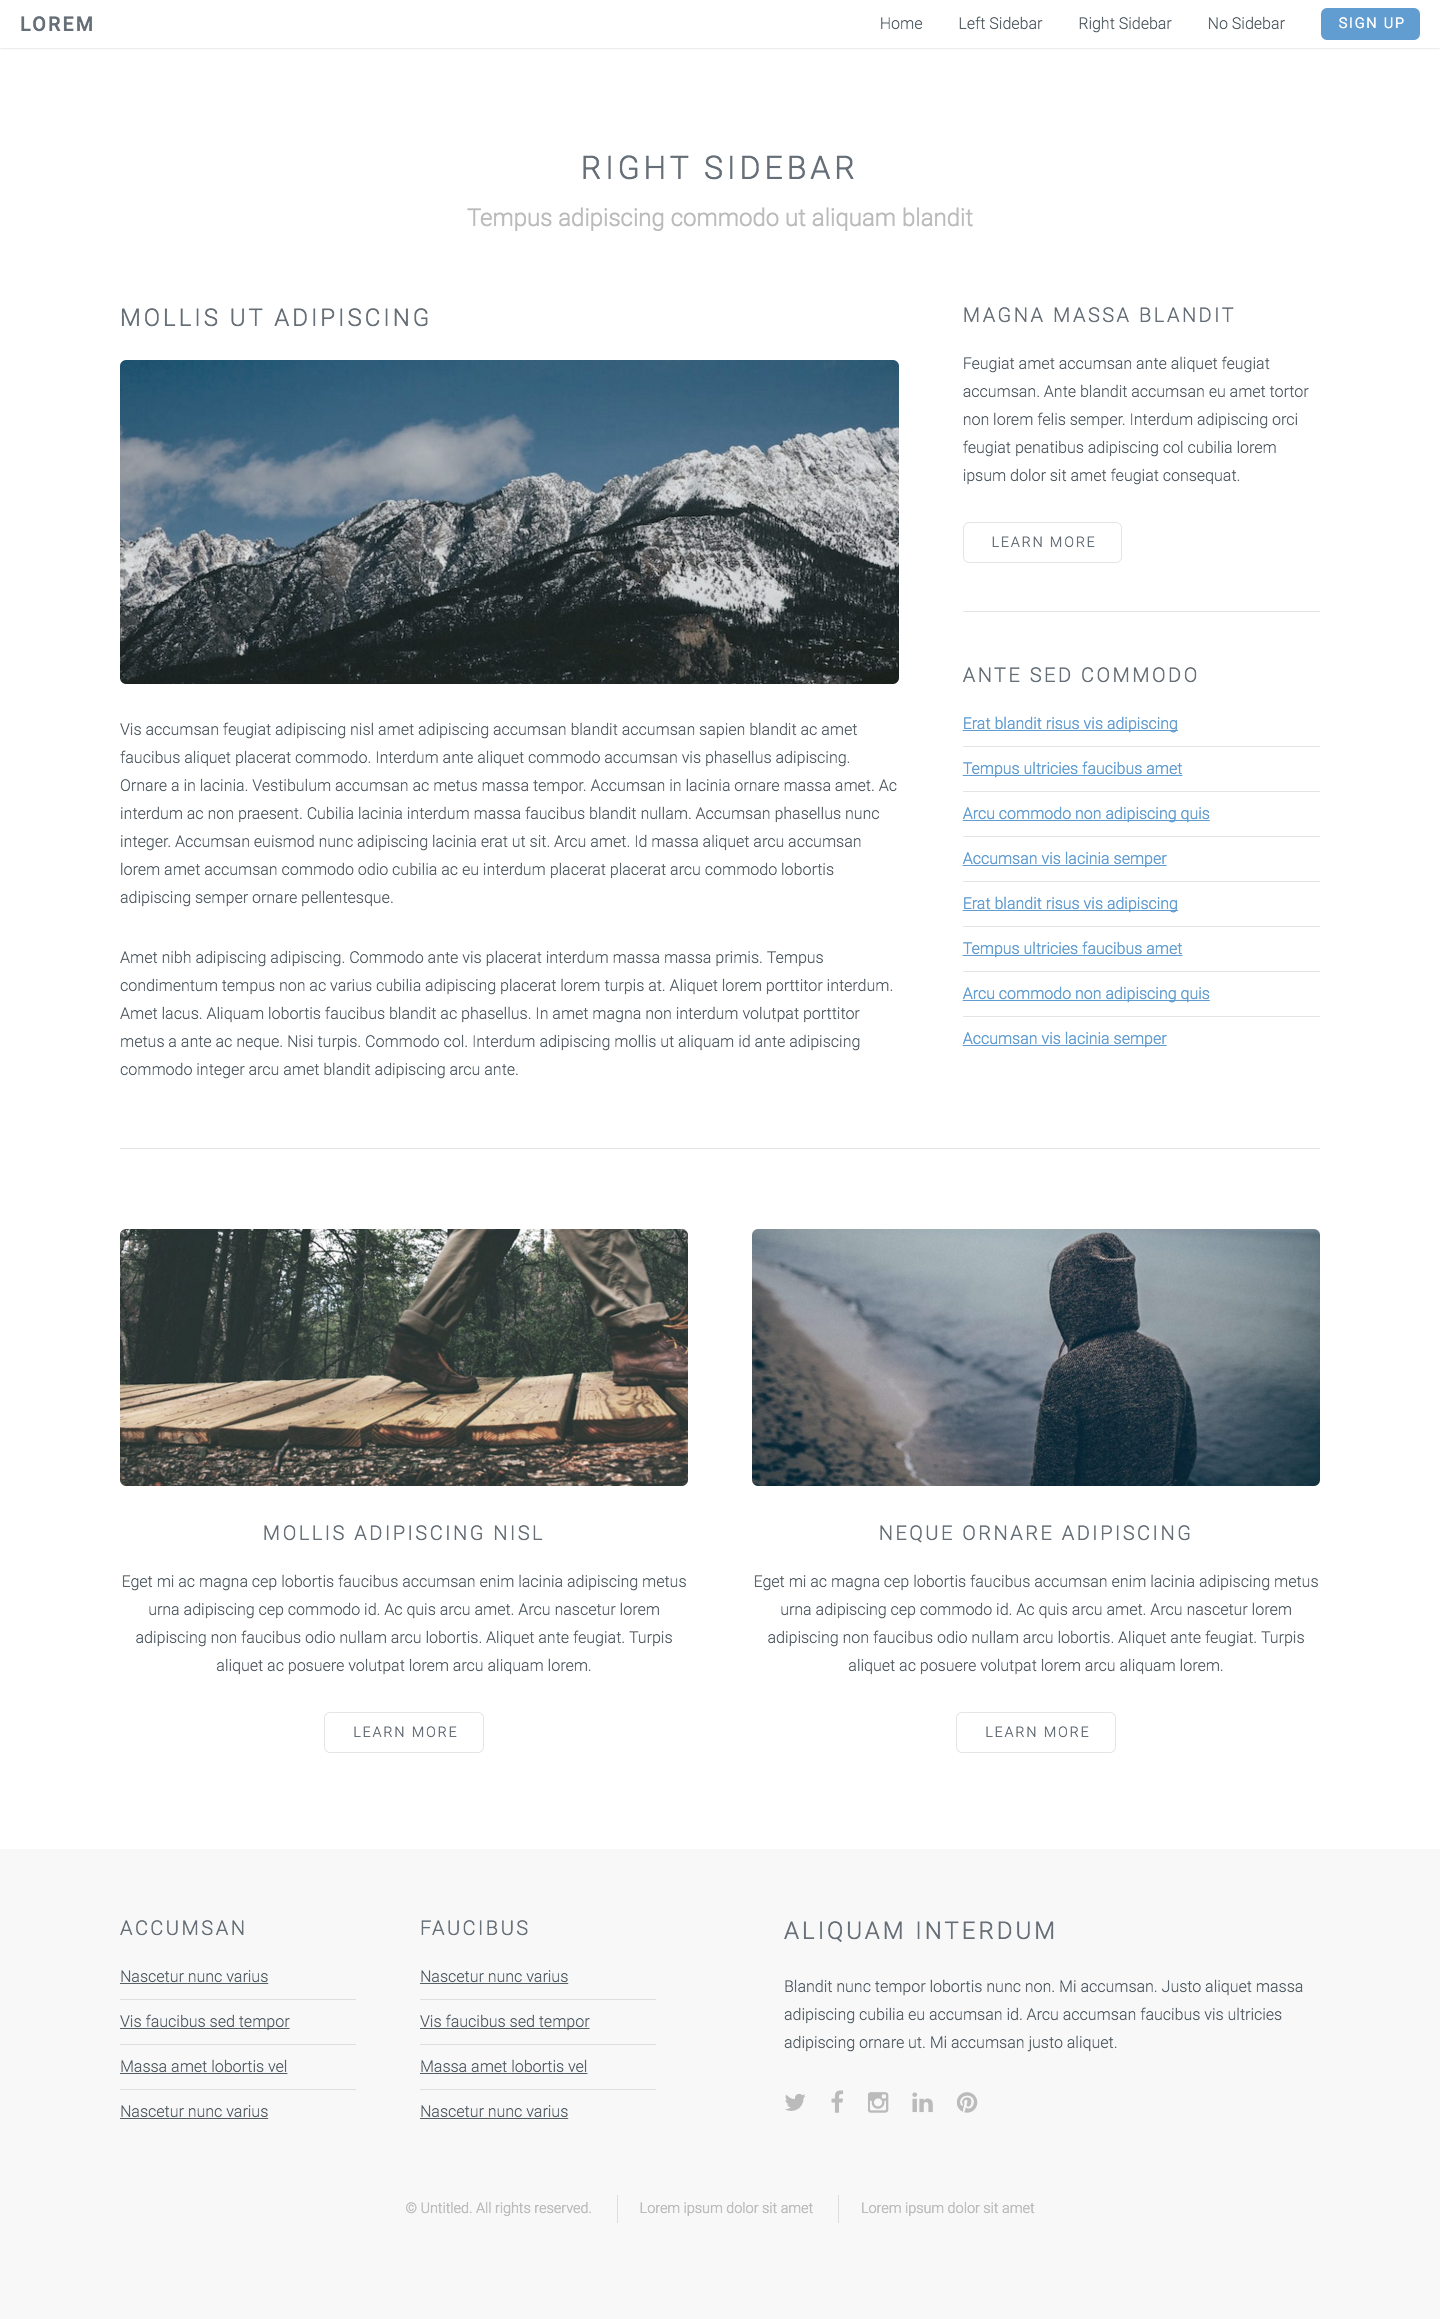 LOREM
Home Left Sidebar Right Sidebar No Sidebar SIGN UP
RIGHT SIDEBAR
Tempus adipiscing commodo ut aliquam blandit
MOLLIS UT ADIPISCING
Vis accumsan feugiat adipiscing nisl amet adipiscing accumsan blandit accumsan sapien blandit ac amet
faucibus aliquet placerat commodo. Interdum ante aliquet commodo accumsan vis phasellus adipiscing.
Ornare a in lacinia. Vestibulum accumsan ac metus massa tempor. Accumsan in lacinia ornare massa amet. Ac
interdum ac non praesent. Cubilia lacinia interdum massa faucibus blandit nullam. Accumsan phasellus nunc
integer. Accumsan euismod nunc adipiscing lacinia erat ut sit. Arcu amet. Id massa aliquet arcu accumsan
lorem amet accumsan commodo odio cubilia ac eu interdum placerat placerat arcu commodo lobortis
adipiscing semper ornare pellentesque.
Amet nibh adipiscing adipiscing. Commodo ante vis placerat interdum massa massa primis. Tempus
condimentum tempus non ac varius cubilia adipiscing placerat lorem turpis at. Aliquet lorem porttitor interdum.
Amet lacus. Aliquam lobortis faucibus blandit ac phasellus. In amet magna non interdum volutpat porttitor
metus a ante ac neque. Nisi turpis. Commodo col. Interdum adipiscing mollis ut aliquam id ante adipiscing
commodo integer arcu amet blandit adipiscing arcu ante.
MAGNA MASSA BLANDIT
Feugiat amet accumsan ante aliquet feugiat
accumsan. Ante blandit accumsan eu amet tortor
non lorem felis semper. Interdum adipiscing orci
feugiat penatibus adipiscing col cubilia lorem
ipsum dolor sit amet feugiat consequat.
LEARN MORE
ANTE SED COMMODO
Erat blandit risus vis adipiscing
Tempus ultricies faucibus amet
Arcu commodo non adipiscing quis
Accumsan vis lacinia semper
Erat blandit risus vis adipiscing
Tempus ultricies faucibus amet
Arcu commodo non adipiscing quis
Accumsan vis lacinia semper
MOLLIS ADIPISCING NISL
Eget mi ac magna cep lobortis faucibus accumsan enim lacinia adipiscing metus
urna adipiscing cep commodo id. Ac quis arcu amet. Arcu nascetur lorem
adipiscing non faucibus odio nullam arcu lobortis. Aliquet ante feugiat. Turpis
aliquet ac posuere volutpat lorem arcu aliquam lorem.
LEARN MORE
NEQUE ORNARE ADIPISCING
Eget mi ac magna cep lobortis faucibus accumsan enim lacinia adipiscing metus
urna adipiscing cep commodo id. Ac quis arcu amet. Arcu nascetur lorem
adipiscing non faucibus odio nullam arcu lobortis. Aliquet ante feugiat. Turpis
aliquet ac posuere volutpat lorem arcu aliquam lorem.
LEARN MORE
ACCUMSAN
Nascetur nunc varius
Vis faucibus sed tempor
Massa amet lobortis vel
Nascetur nunc varius
FAUCIBUS
Nascetur nunc varius
Vis faucibus sed tempor
Massa amet lobortis vel
Nascetur nunc varius
ALIQUAM INTERDUM
Blandit nunc tempor lobortis nunc non. Mi accumsan. Justo aliquet massa
adipiscing cubilia eu accumsan id. Arcu accumsan faucibus vis ultricies
adipiscing ornare ut. Mi accumsan justo aliquet.
© Untitled. All rights reserved. Lorem ipsum dolor sit amet Lorem ipsum dolor sit amet